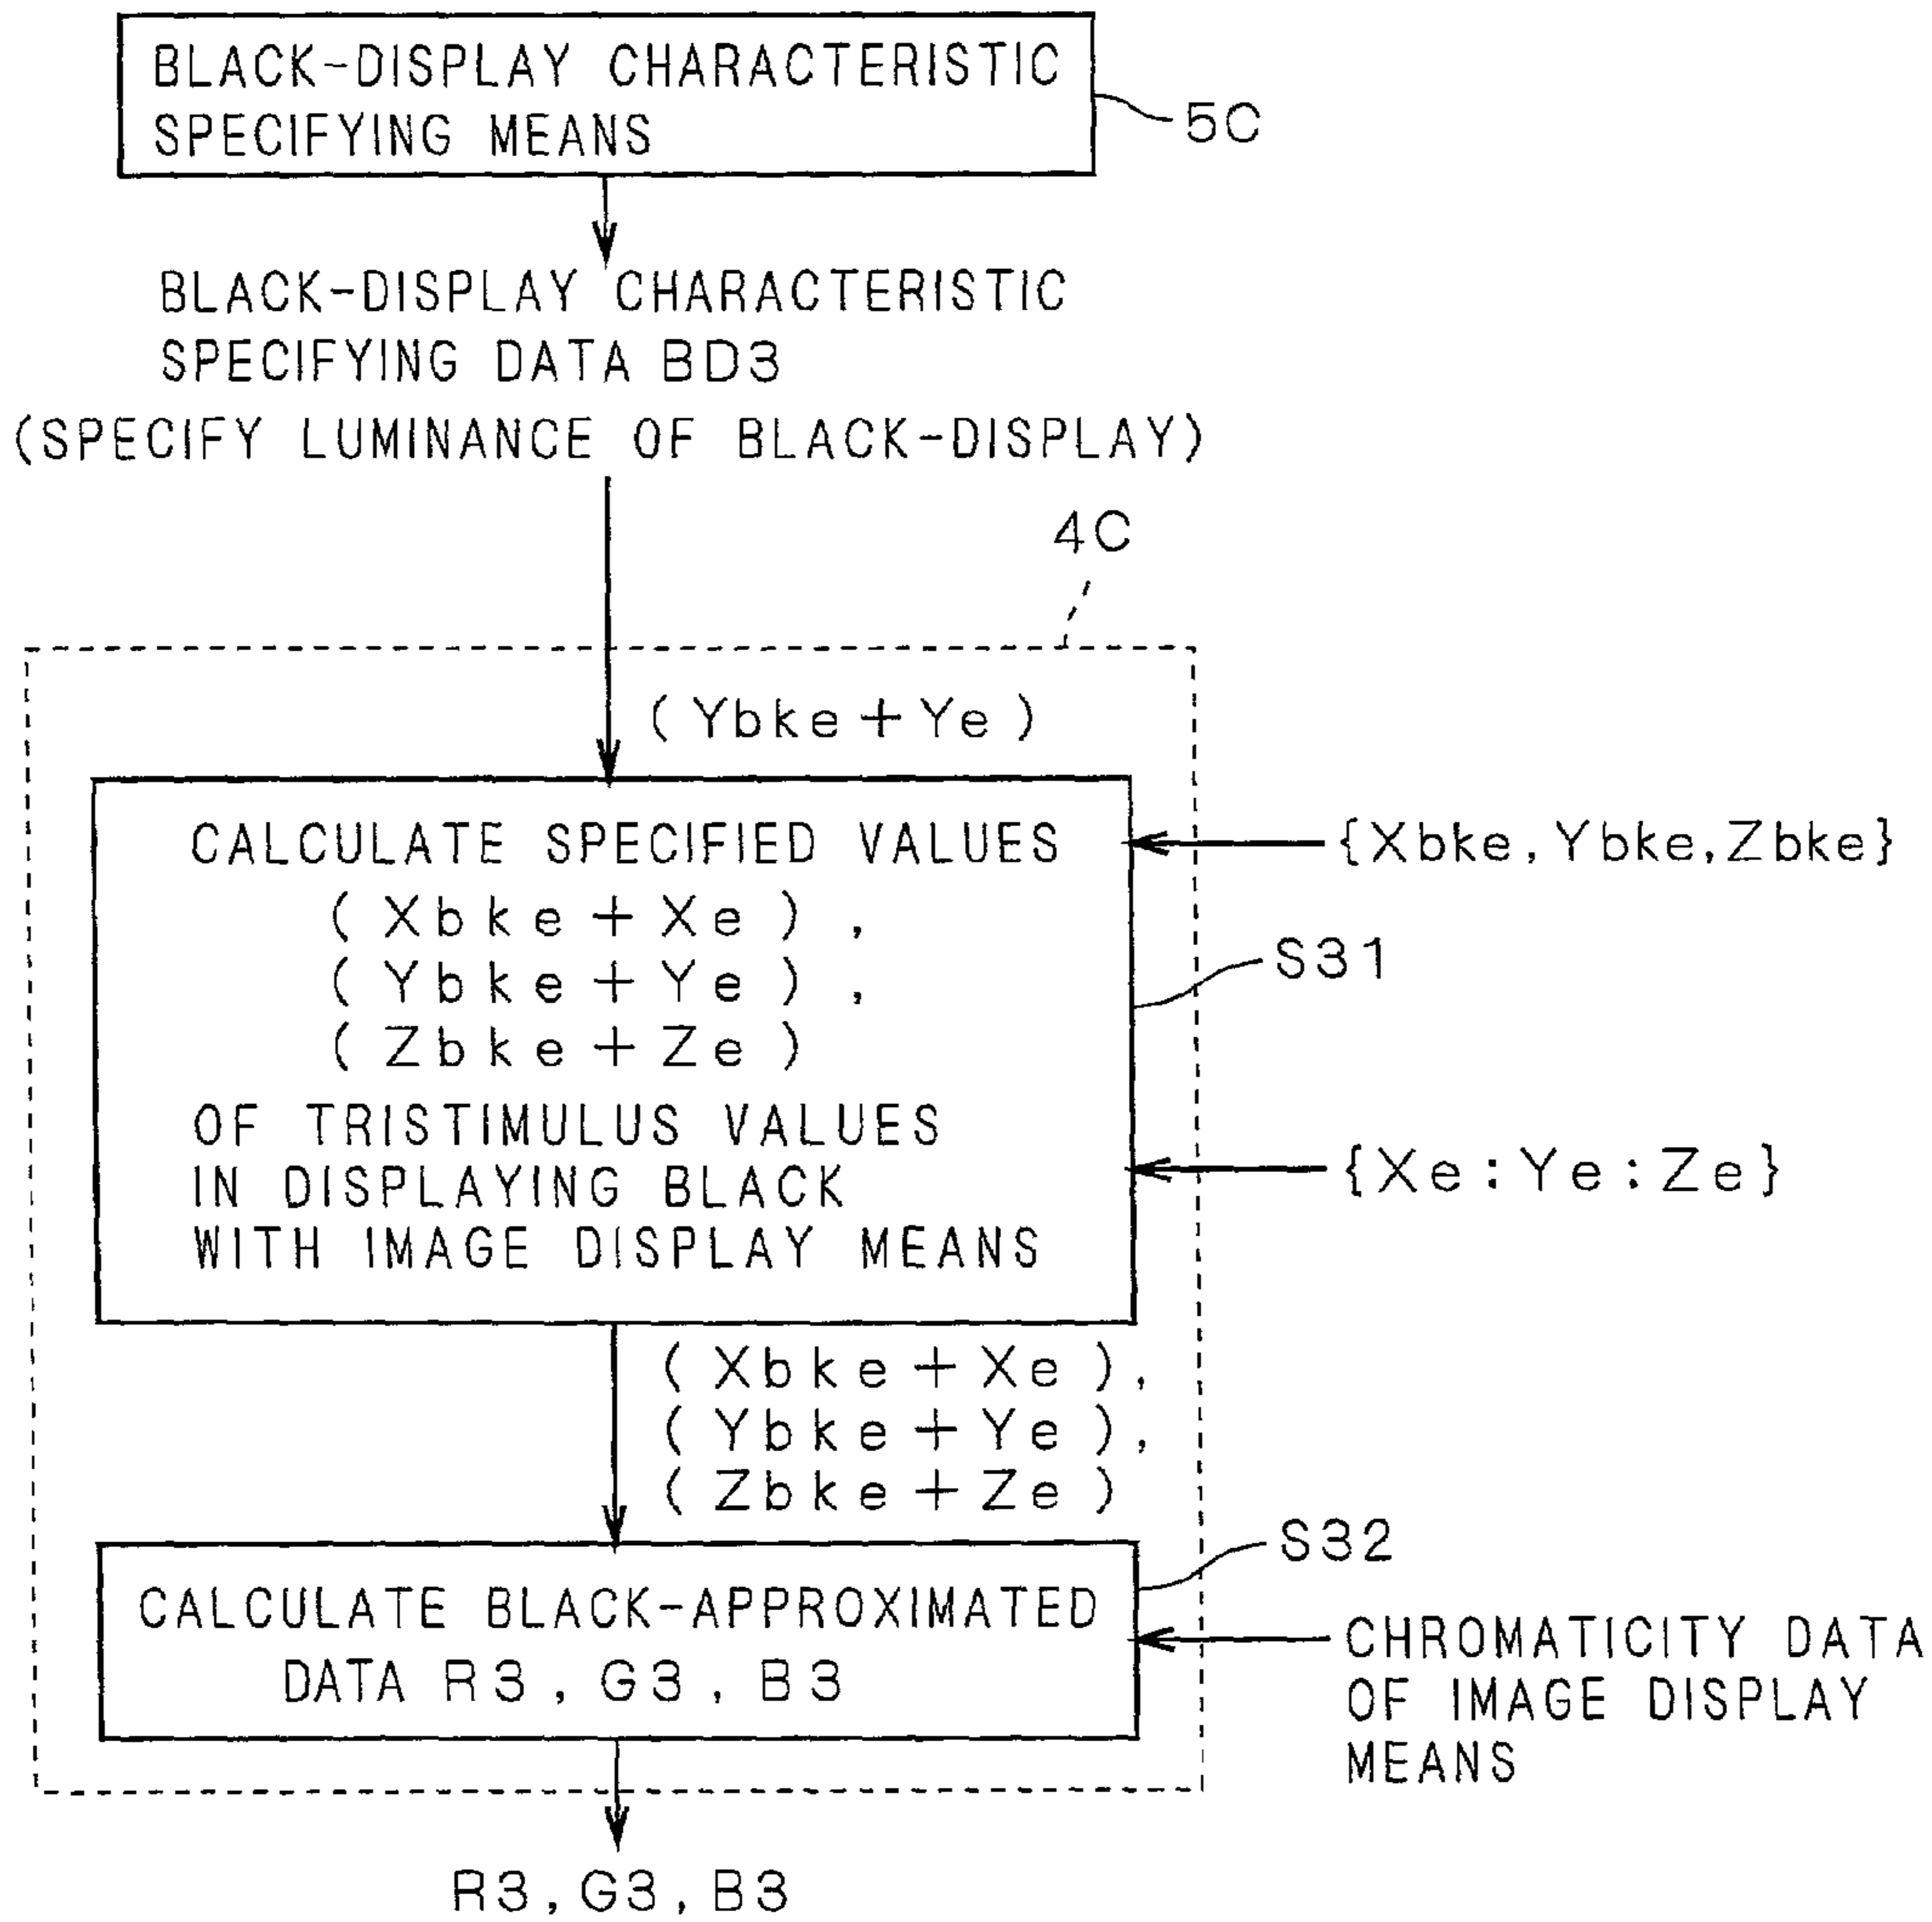 BLACK-DISPLAY CHARACTERISTIC
SPECIFYING MEANS
5C
BLACK-DISPLAY CHARACTERISTIC
SPECIFYING DATA BD3
(SPECIFY LUMINANCE OF BLACK-DISPLAY)
4C
(Ybke+Ye)
CALCULATE SPECIFIED VALUES
(Xbke+Xe),
(Ybke+Ye),
(Zbke+Ze)
OF TRISTIMULUS VALUES
IN DISPLAYING BLACK
WITH IMAGE DISPLAY MEANS
{Xbke,Ybke,Zbke}
S31
{Xe:Ye:Ze}
(Xbke+Xe),
(Ybke+Ye),
(Zbke+Ze)
S32
CALCULATE BLACK-APPROXIMATED
DATA R3, G3, B3
CHROMATICITY DATA
OF IMAGE DISPLAY
MEANS
R3, G3, B3